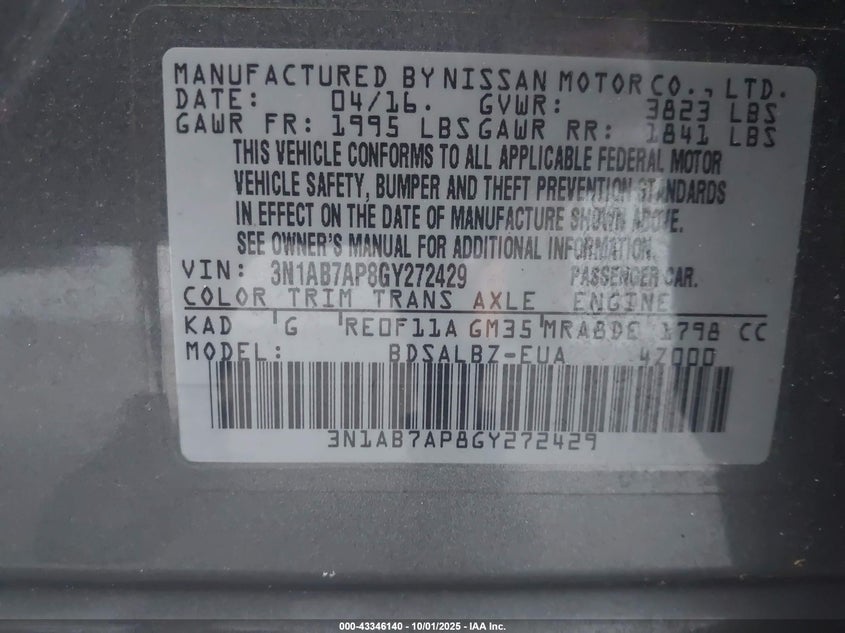 MANUFACTURED BY NISSAN MOTOR CO., LTD.
DATE: 04/16. GVWR: 3823 LBS
GAWR FR: 1995 LBS GAWR RR: 1841 LBS
THIS VEHICLE CONFORMS TO ALL APPLICABLE FEDERAL MOTOR
VEHICLE SAFETY, BUMPER AND THEFT PREVENTION STANDARDS
IN EFFECT ON THE DATE OF MANUFACTURE SHOWN ABOVE.
SEE OWNER'S MANUAL FOR ADDITIONAL INFORMATION.
VIN: 3N1AB7AP8GY272429 PASSENGER CAR.
COLOR TRIM TRANS AXLE ENGINE
KAD G RE0F11A GM35 MRA8DE 1798 CC
MODEL: BDSALBZ-EUA 47000
3N1AB7AP8GY272429
000-43346140 - 10/01/2025 - IAA Inc.